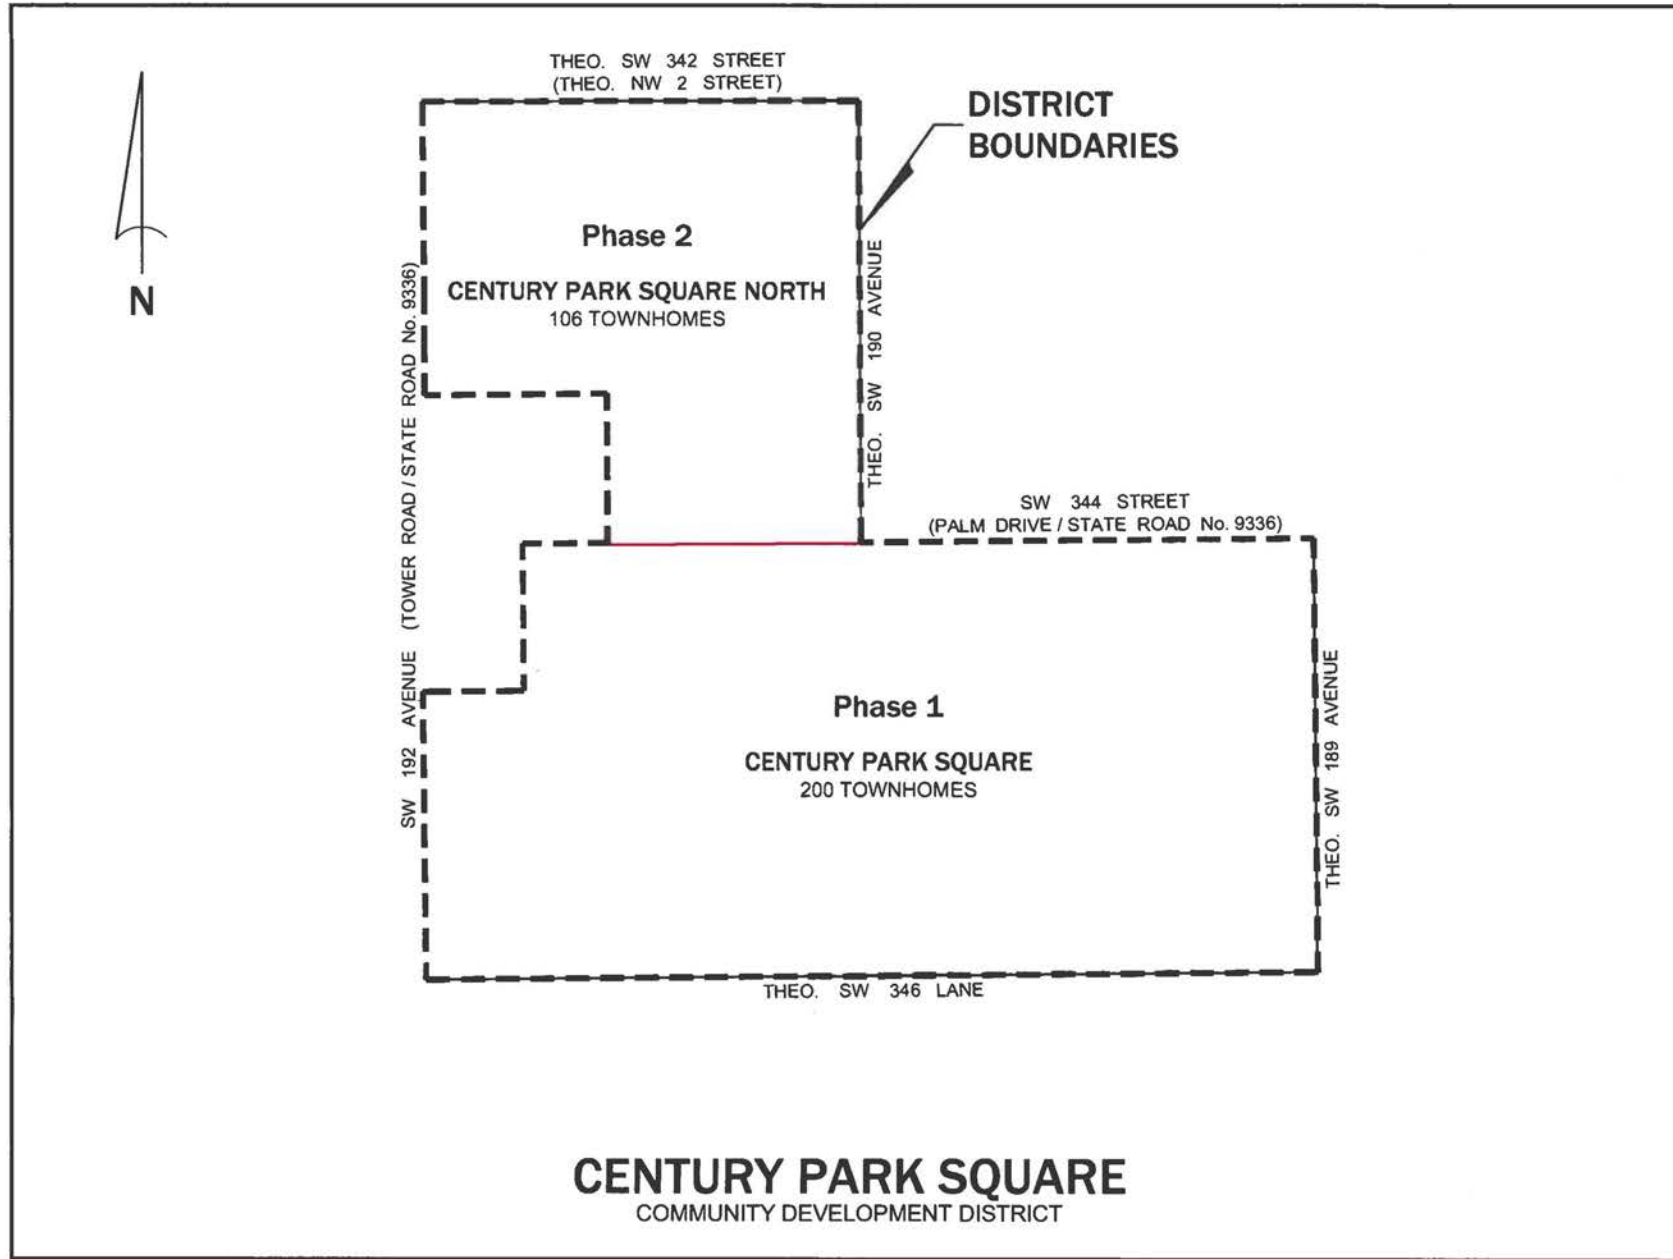 THEO. SW 342 STREET
(THEO. NW 2 STREET)
DISTRICT
BOUNDARIES
N
Phase 2
CENTURY PARK SQUARE NORTH
106 TOWNHOMES
THEO. SW 190 AVENUE
SW 192 AVENUE (TOWER ROAD / STATE ROAD No. 9336)
SW 344 STREET
(PALM DRIVE / STATE ROAD No. 9336)
Phase 1
CENTURY PARK SQUARE
200 TOWNHOMES
THEO. SW 189 AVENUE
THEO. SW 346 LANE
CENTURY PARK SQUARE
COMMUNITY DEVELOPMENT DISTRICT